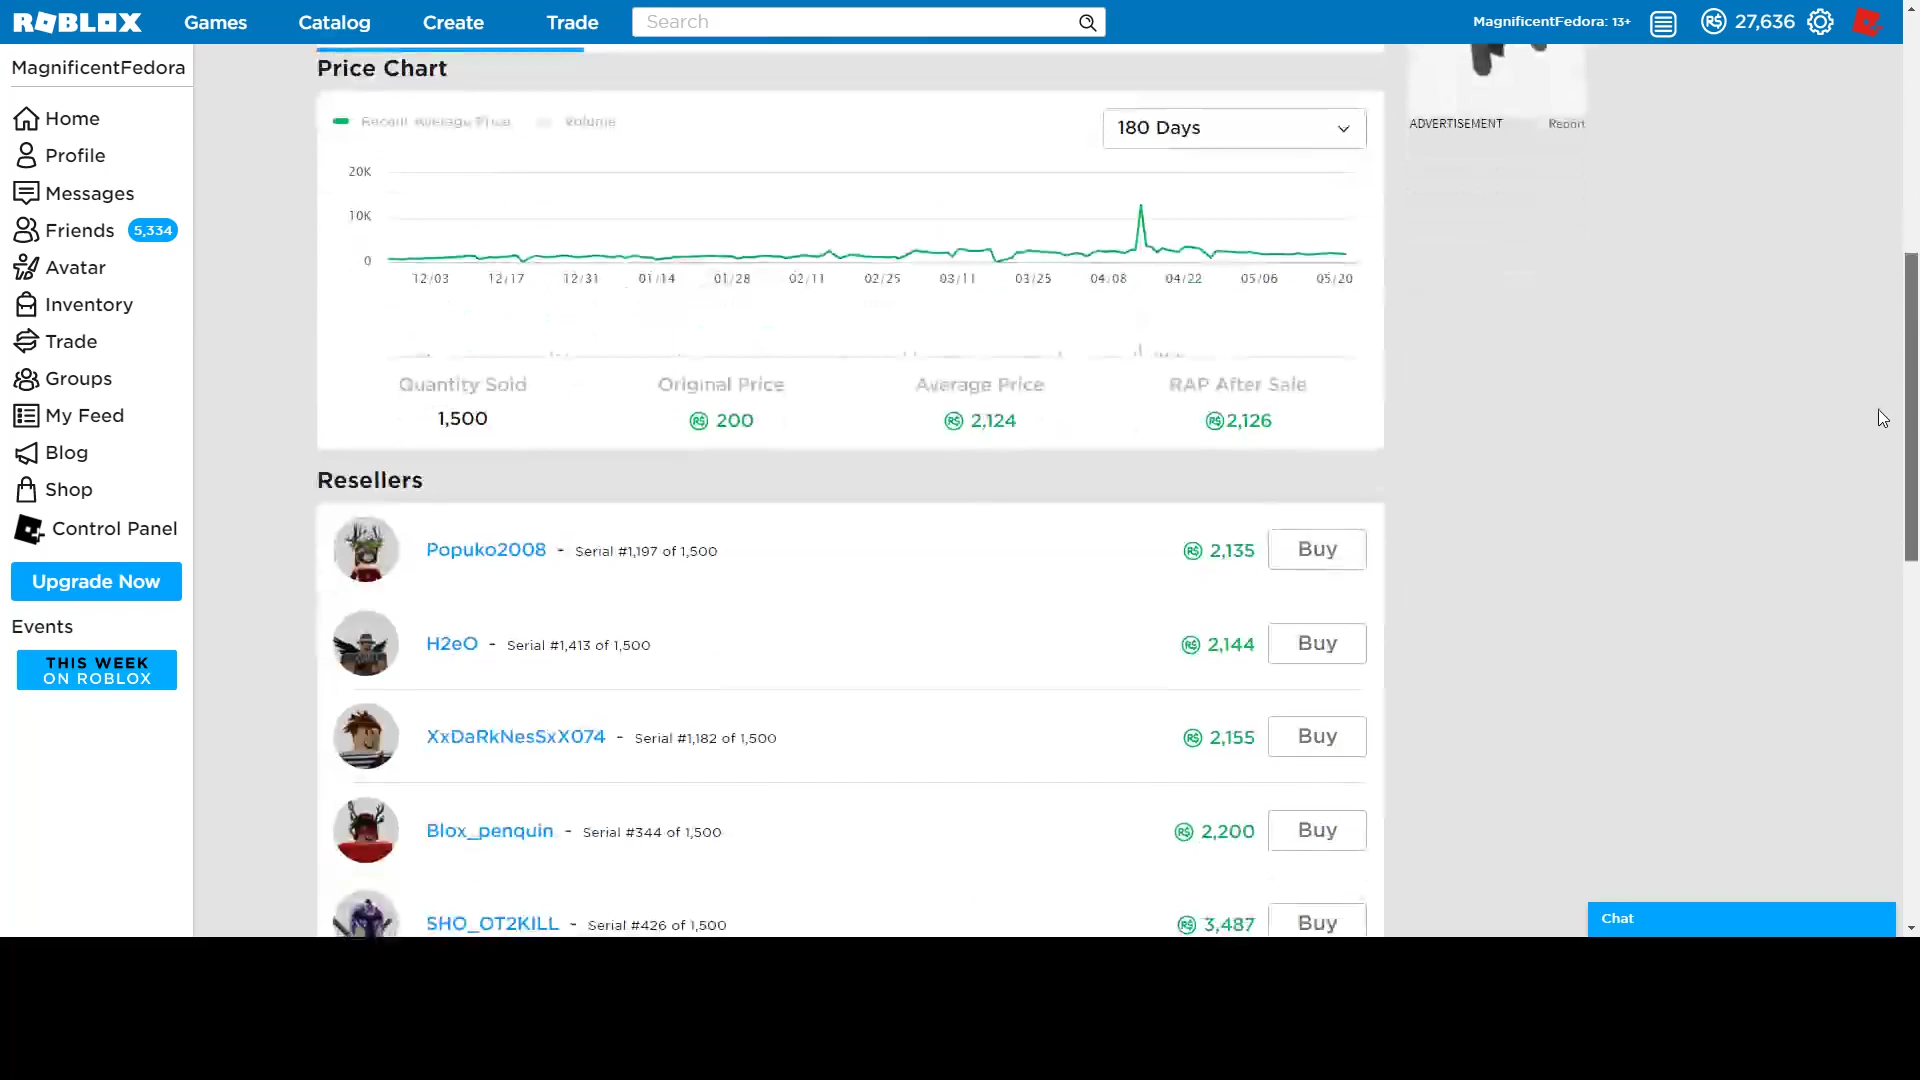 ROBLOX Games Catalog Create Trade Search MagnificentFedora: 13+ 27,636
MagnificentFedora
Home
Profile
Messages
Friends 5,334
Avatar
Inventory
Trade
Groups
My Feed
Blog
Shop
Control Panel
Upgrade Now
Events
THIS WEEK
ON ROBLOX
Price Chart
Recent Average Price Volume
180 Days
20K
10K
0
12/03 12/17 12/31 01/14 01/28 02/11 02/25 03/11 03/25 04/08 04/22 05/06 05/20
Quantity Sold Original Price Average Price RAP After Sale
1,500 R$ 200 R$ 2,124 R$ 2,126
Resellers
Popuko2008 - Serial #1,197 of 1,500 R$ 2,135 Buy
H2eO - Serial #1,413 of 1,500 R$ 2,144 Buy
XxDaRkNesSxX074 - Serial #1,182 of 1,500 R$ 2,155 Buy
Blox_penquin - Serial #344 of 1,500 R$ 2,200 Buy
SHO_OT2KILL - Serial #426 of 1,500 R$ 3,487 Buy
ADVERTISEMENT Report
Chat